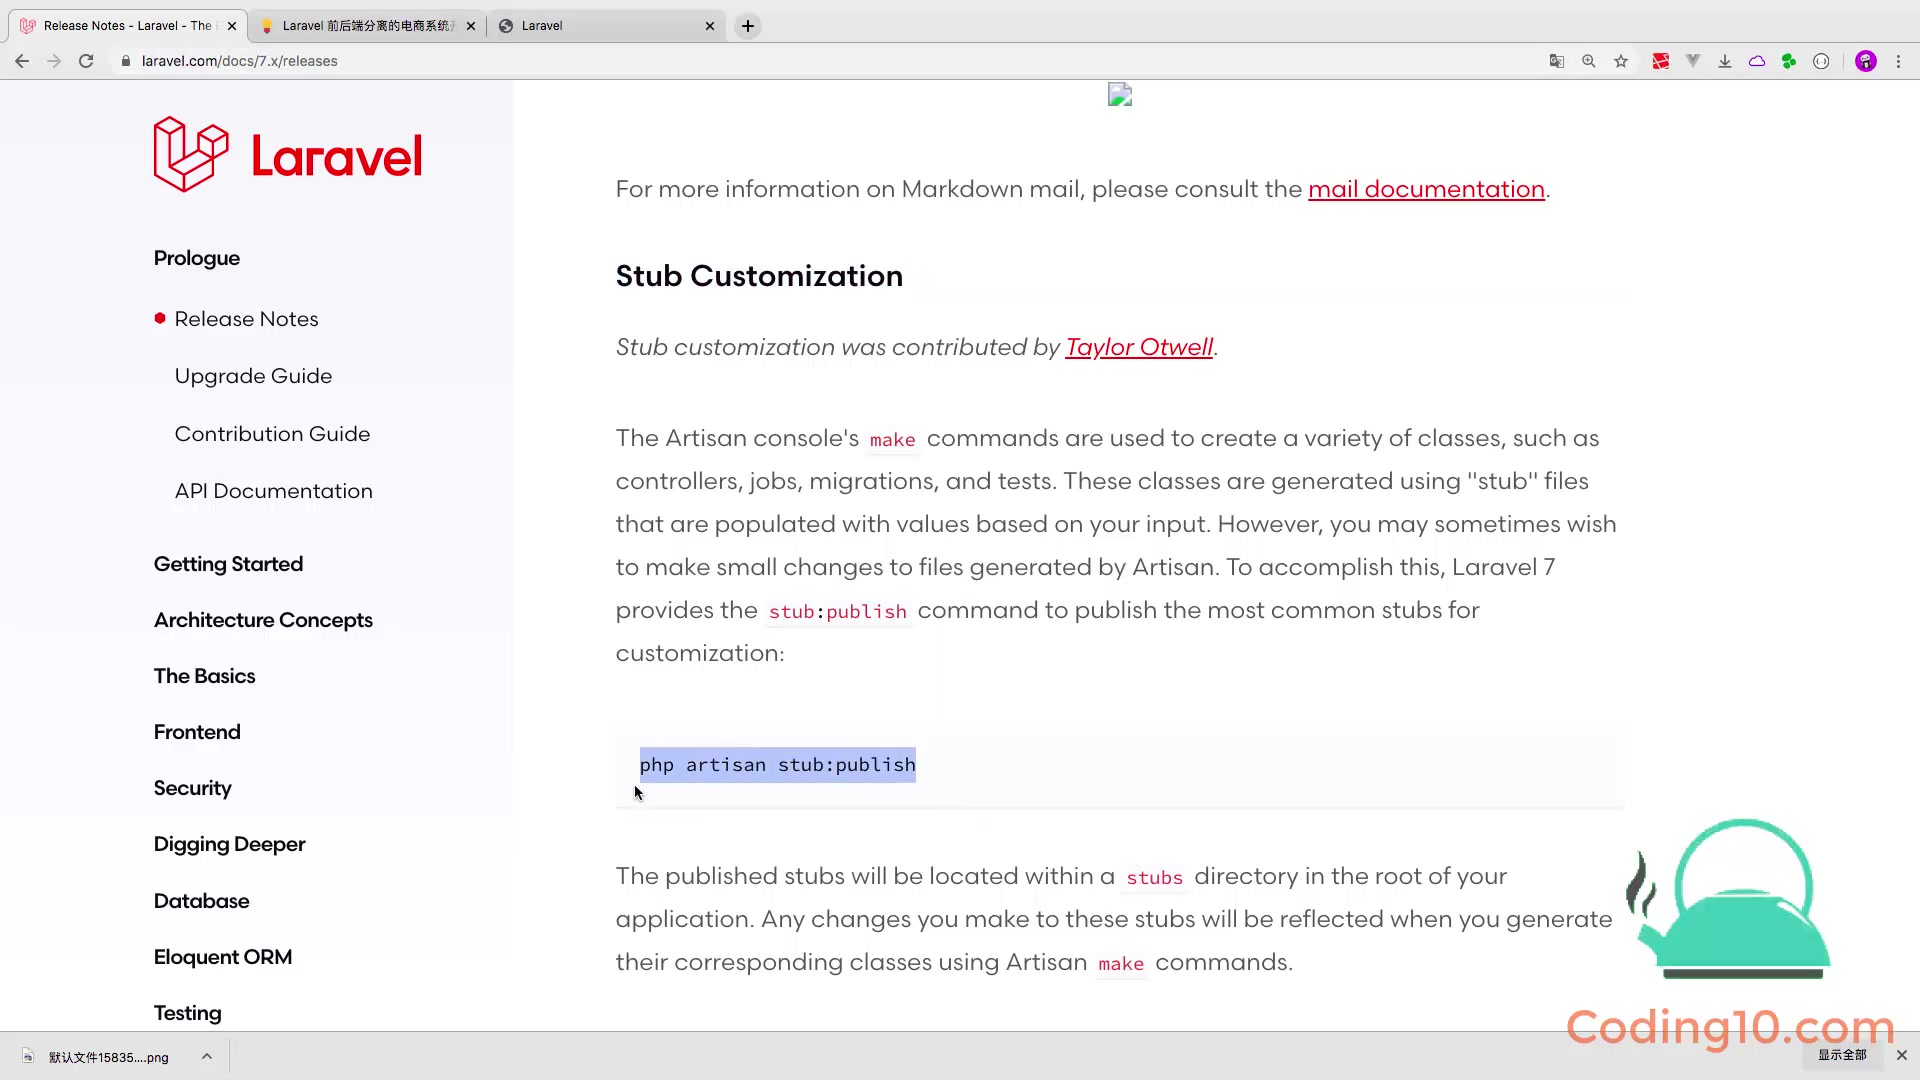 Release Notes - Laravel - The
Laravel 前后端分离的电商系统
Laravel
laravel.com/docs/7.x/releases
Laravel
Prologue
Release Notes
Upgrade Guide
Contribution Guide
API Documentation
Getting Started
Architecture Concepts
The Basics
Frontend
Security
Digging Deeper
Database
Eloquent ORM
Testing
For more information on Markdown mail, please consult the mail documentation.
Stub Customization
Stub customization was contributed by Taylor Otwell.
The Artisan console's make commands are used to create a variety of classes, such as
controllers, jobs, migrations, and tests. These classes are generated using "stub" files
that are populated with values based on your input. However, you may sometimes wish
to make small changes to files generated by Artisan. To accomplish this, Laravel 7
provides the stub:publish command to publish the most common stubs for
customization:
php artisan stub:publish
The published stubs will be located within a stubs directory in the root of your
application. Any changes you make to these stubs will be reflected when you generate
their corresponding classes using Artisan make commands.
Coding10.com
默认文件15835....png
显示全部